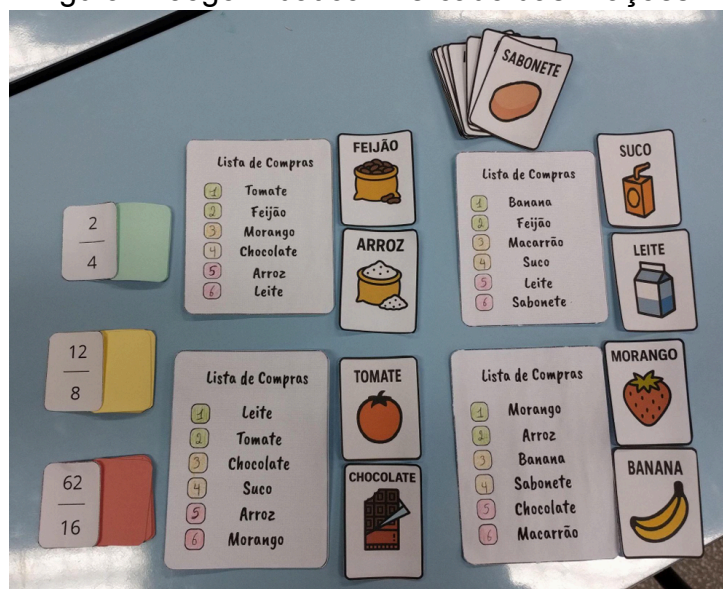 SABONETE
Lista de Compras
1 Tomate
2 Feijão
3 Morango
4 Chocolate
5 Arroz
6 Leite
FEIJÃO
ARROZ
Lista de Compras
1 Banana
2 Feijão
3 Macarrão
4 Suco
5 Leite
6 Sabonete
SUCO
LEITE
2
4
12
8
62
16
Lista de Compras
1 Leite
2 Tomate
3 Chocolate
4 Suco
5 Arroz
6 Morango
TOMATE
CHOCOLATE
Lista de Compras
1 Morango
2 Arroz
3 Banana
4 Sabonete
5 Chocolate
6 Macarrão
MORANGO
BANANA